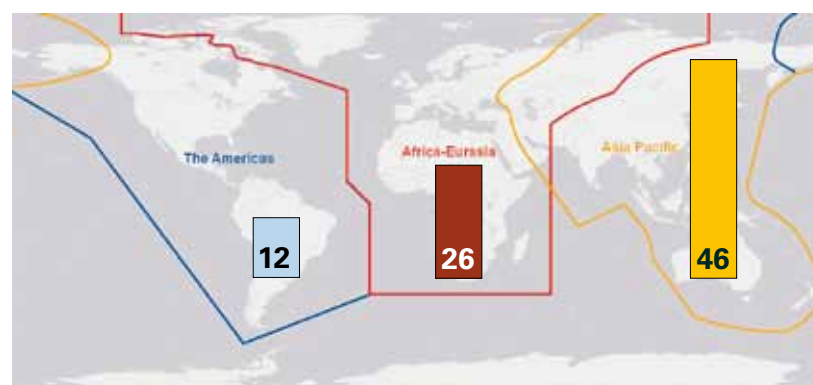 The Americas
Africa-Eurasia
Asia Pacific
12
26
46